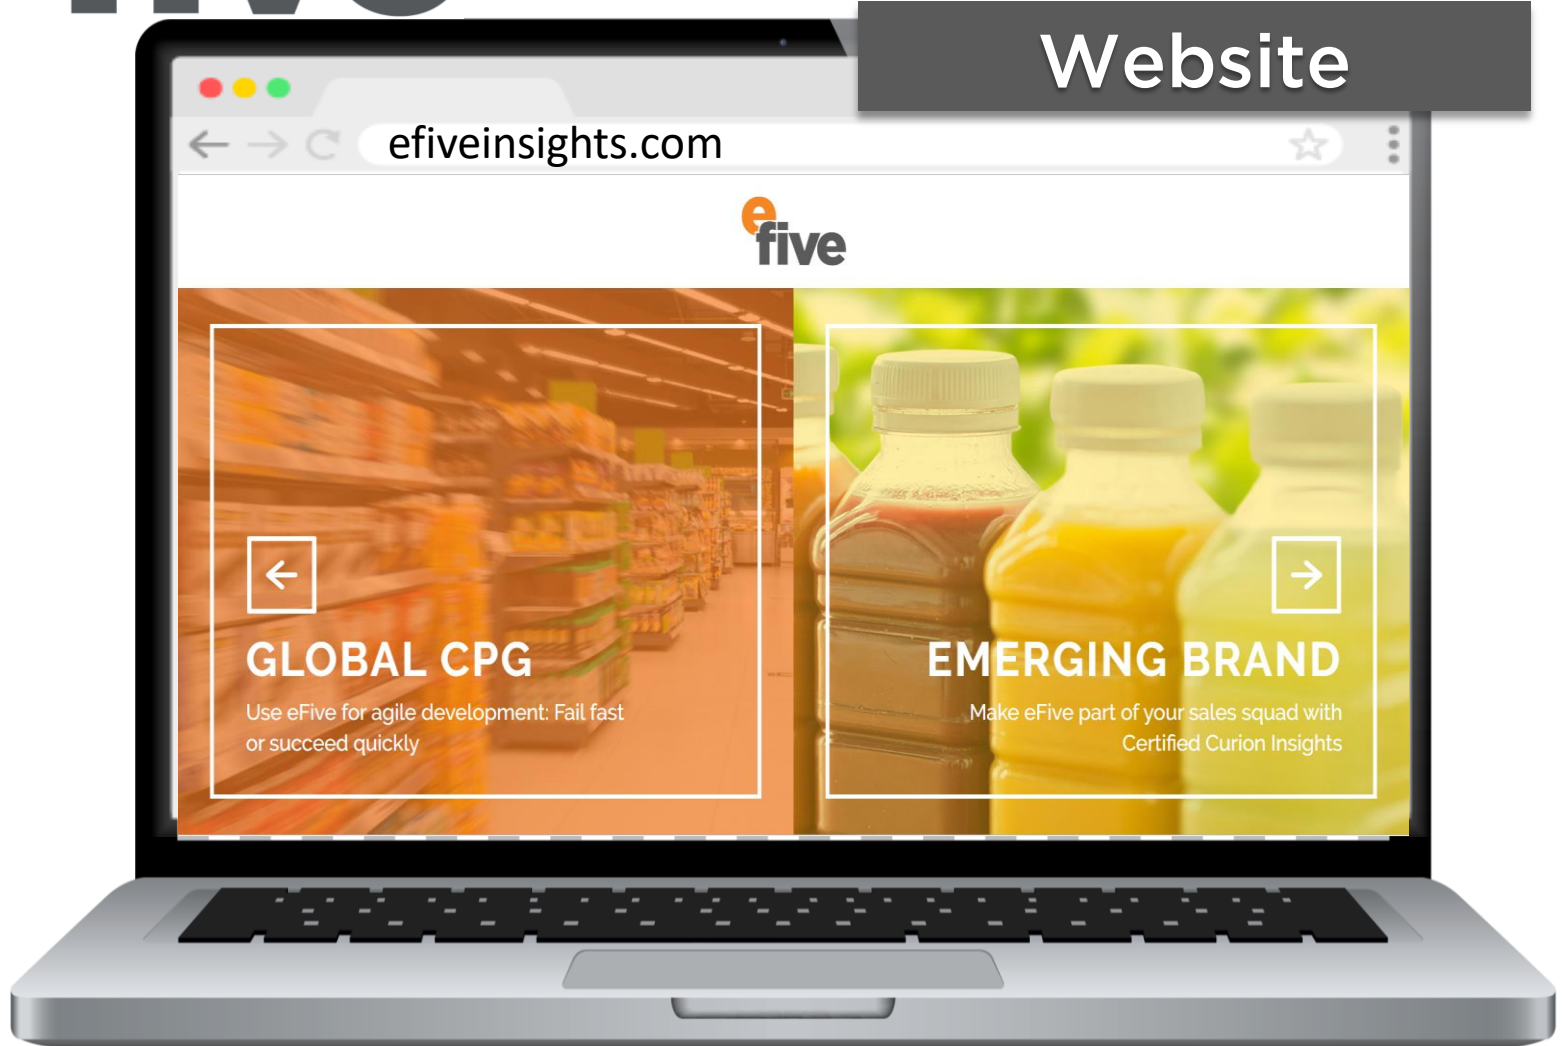 five
Website
efiveinsights.com
e
five
GLOBAL CPG
Use eFive for agile development: Fail fast
or succeed quickly
EMERGING BRAND
Make eFive part of your sales squad with
Certified Curion Insights